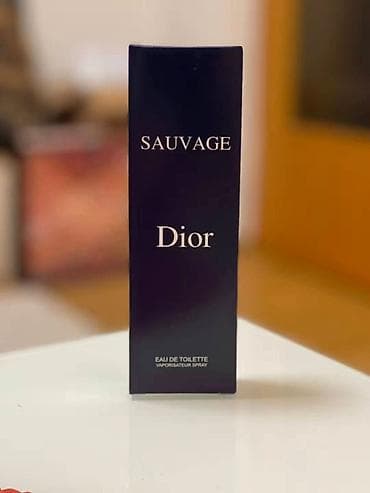 SAUVAGE
Dior
EAU DE TOILETTE
VAPORISATEUR SPRAY